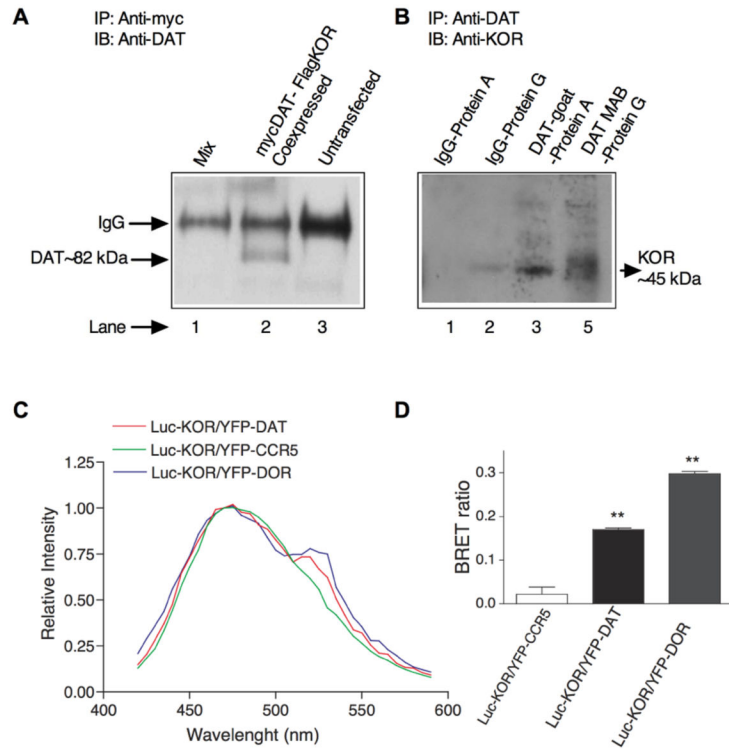 A
IP: Anti-myc
IB: Anti-DAT
Mix
mycDAT- FlagKOR
Coexpressed
Untransfected
IgG
DAT~82 kDa
Lane
1 2 3
B
IP: Anti-DAT
IB: Anti-KOR
IgG-Protein A
IgG-Protein G
DAT-goat
-Protein A
DAT MAB
-Protein G
KOR
~45 kDa
1 2 3 5
C
Luc-KOR/YFP-DAT
Luc-KOR/YFP-CCR5
Luc-KOR/YFP-DOR
Relative Intensity
1.25
1.00
0.75
0.50
0.25
0.00
400 450 500 550 600
Wavelenght (nm)
D
BRET ratio
0.3
0.2
0.1
0.0
**
**
Luc-KOR/YFP-CCR5
Luc-KOR/YFP-DAT
Luc-KOR/YFP-DOR